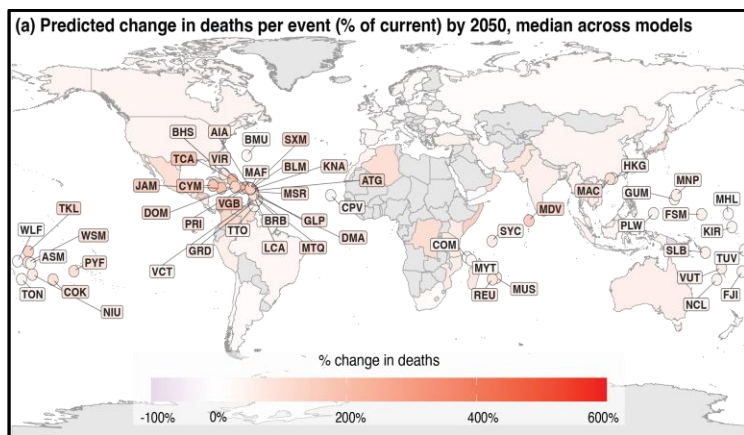 (a) Predicted change in deaths per event (% of current) by 2050, median across models
BHS AIA BMU SXM
TCA VIR MAF BLM KNA
JAM CYM MSR ATG
DOM VGB
PRI TTO BRB GLP CPV
GRD LCA MTQ DMA
VCT
TKL
WLF WSM
ASM PYF
TON COK
NIU
HKG
MAC GUM MNP
MDV FSM MHL
SYC PLW KIR
COM SLB
MYT TUV
REU MUS VUT
NCL FJI
% change in deaths
-100% 0% 200% 400% 600%